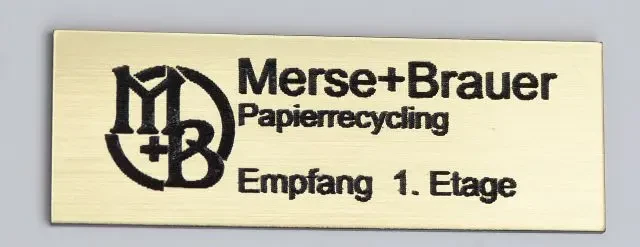 M+B
Merse+Brauer
Papierrecycling
Empfang 1. Etage